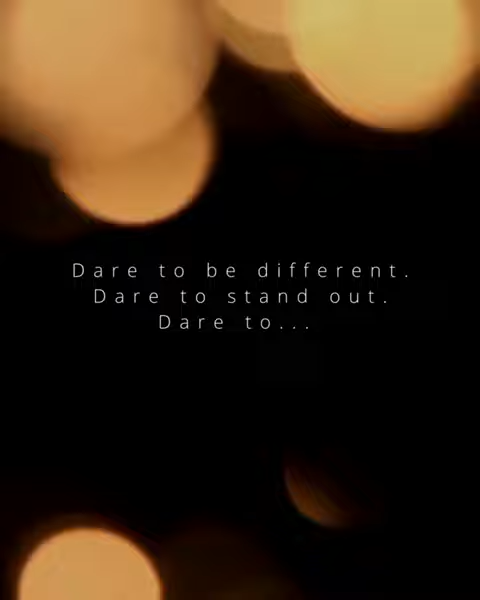 Dare to be different.
Dare to stand out.
Dare to...